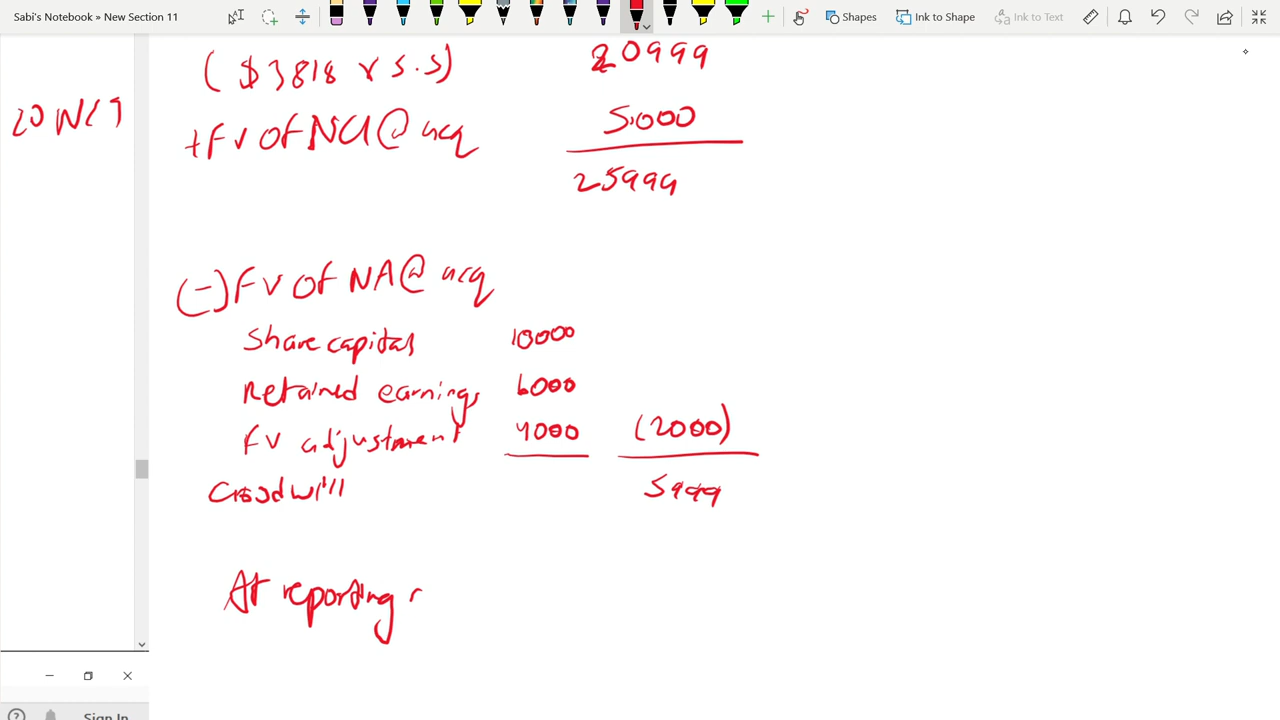 Sabi's Notebook » New Section 11
Shapes
Ink to Shape
Ink to Text
($3818 x 5.5) 20999
+FV of NCI @ acq 5000
25999
(-) FV of NA @ acq
Share capital 10000
Retained earnings 6000
FV adjustment 4000 (2000)
Goodwill 5999
At reporting
Sign In